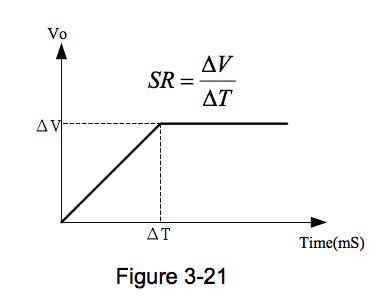 Vo
SR = ΔV/ΔT
ΔV
ΔT
Time(mS)
Figure 3-21